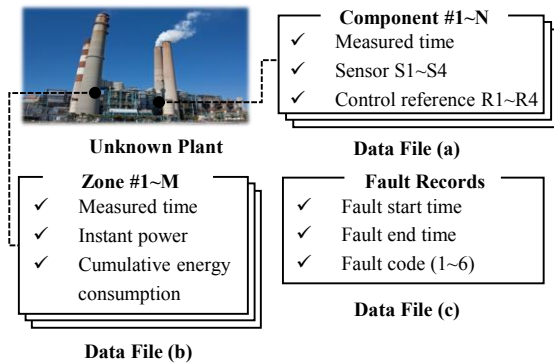 Component #1~N
✓ Measured time
✓ Sensor S1~S4
✓ Control reference R1~R4
Unknown Plant
Data File (a)
Zone #1~M
✓ Measured time
✓ Instant power
✓ Cumulative energy
consumption
Data File (b)
Fault Records
✓ Fault start time
✓ Fault end time
✓ Fault code (1~6)
Data File (c)